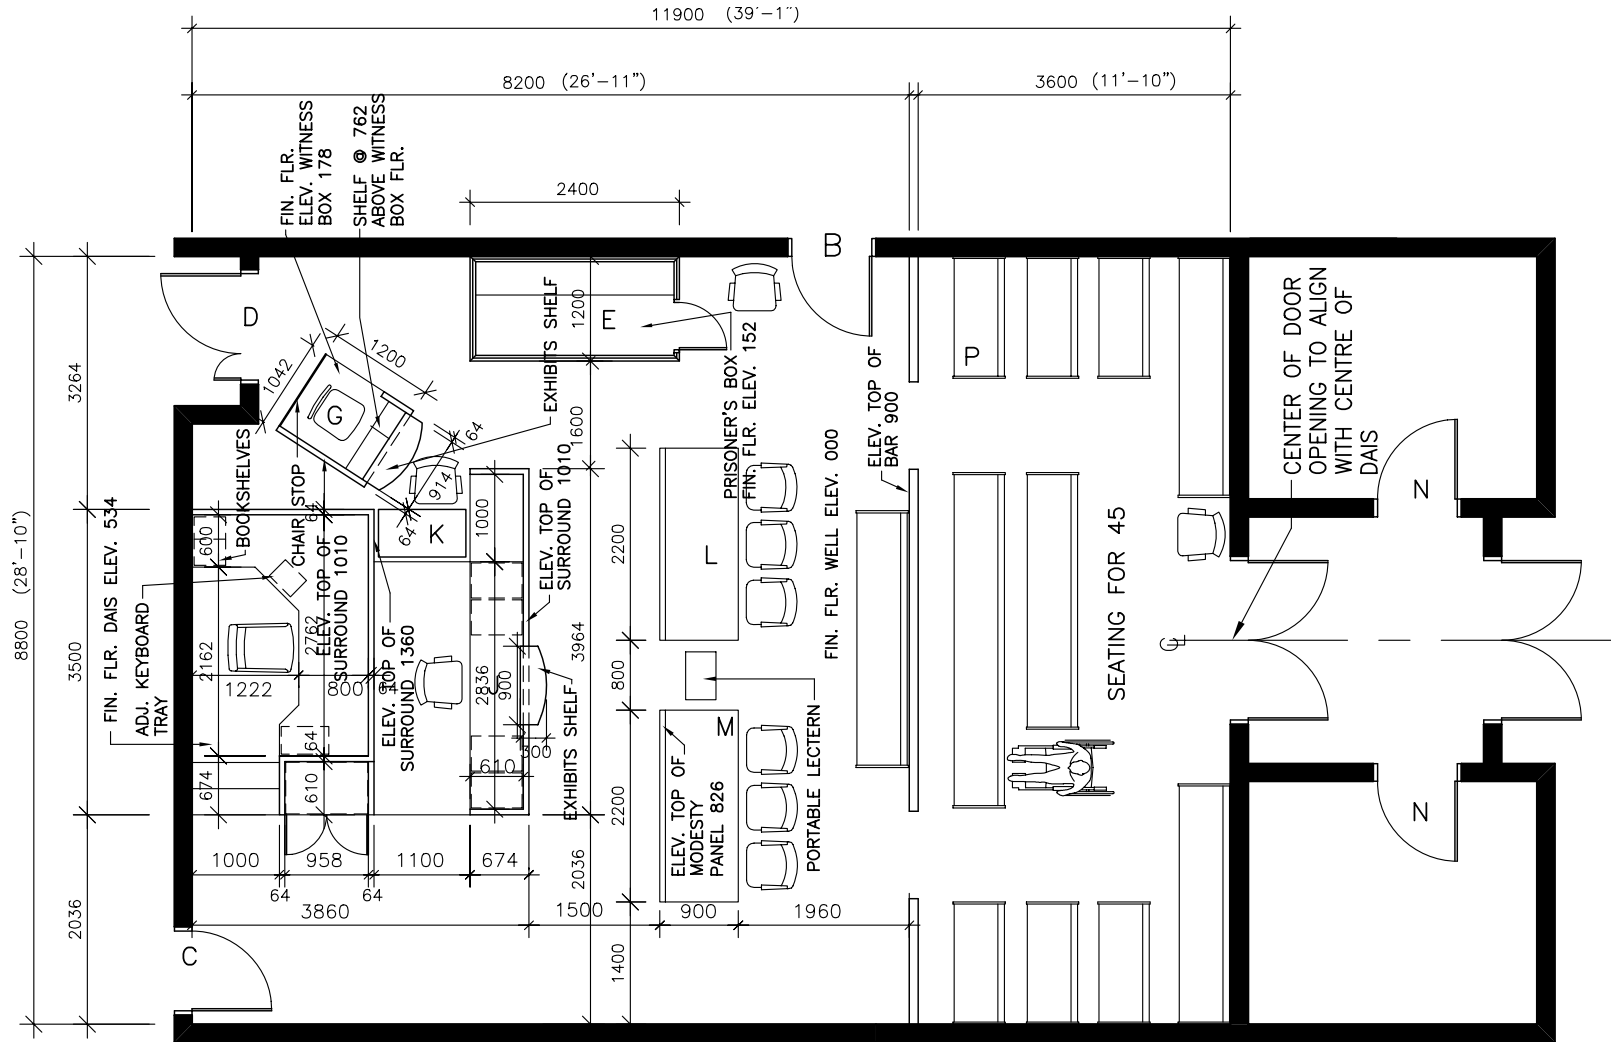 11900 (39'-1")
8200 (26'-11")
3600 (11'-10")
FIN. FLR.
ELEV. WITNESS
BOX 178
SHELF @ 762
ABOVE WITNESS
BOX FLR.
2400
B
D
E
1200
1200
1042
G
P
EXHIBITS SHELF
PRISONER'S BOX
FIN. FLR. ELEV. 152
ELEV. TOP OF
BAR 900
CENTER OF DOOR
OPENING TO ALIGN
WITH CENTRE OF
DAIS
8800 (28'-10")
3264
3500
2036
FIN. FLR. DAIS ELEV. 534
ADJ. KEYBOARD
TRAY
BOOKSHELVES
CHAIR STOP
64
ELEV. TOP OF
SURROUND 1010
ELEV. TOP OF
SURROUND 1360
64
914
64
K
1000
ELEV. TOP OF
SURROUND 1010
1600
3964
2036
2200
800
2200
1400
L
FIN. FLR. WELL ELEV. 000
N
SEATING FOR 45
CL
600
2162
674
2762
1222
800
64
64
610
J
2836
900
300
610
EXHIBITS SHELF
M
ELEV. TOP OF
MODESTY
PANEL 826
PORTABLE LECTERN
N
1000
958
1100
674
64
64
3860
1500
900
1960
C